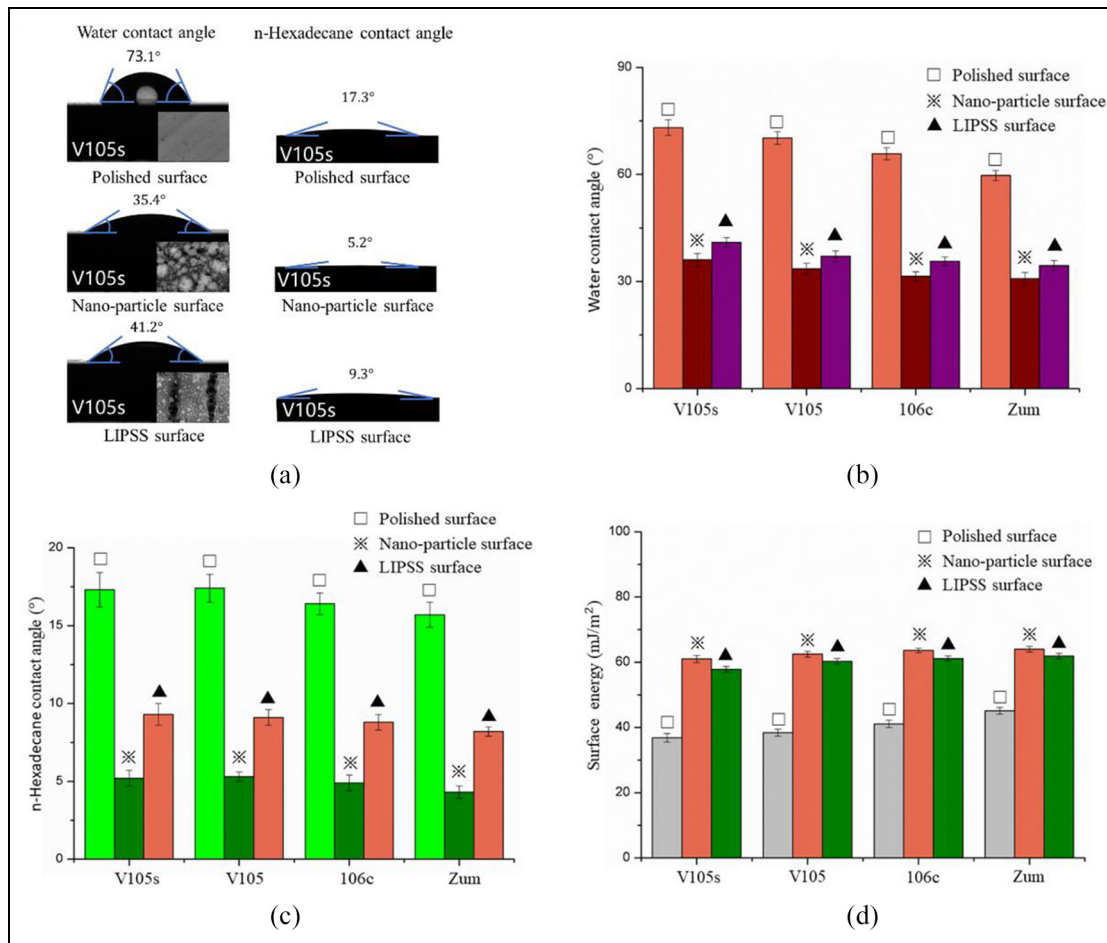 Water contact angle
n-Hexadecane contact angle
73.1°
V105s
Polished surface
17.3°
V105s
Polished surface
35.4°
V105s
Nano-particle surface
5.2°
V105s
Nano-particle surface
41.2°
V105s
LIPSS surface
9.3°
V105s
LIPSS surface
(a)
Water contact angle (°)
90
60
30
0
□ Polished surface
※ Nano-particle surface
▲ LIPSS surface
V105s V105 106c Zum
(b)
n-Hexadecane contact angle (°)
20
15
10
5
0
□ Polished surface
※ Nano-particle surface
▲ LIPSS surface
V105s V105 106c Zum
(c)
Surface energy (mJ/m²)
100
80
60
40
20
0
□ Polished surface
※ Nano-particle surface
▲ LIPSS surface
V105s V105 106c Zum
(d)